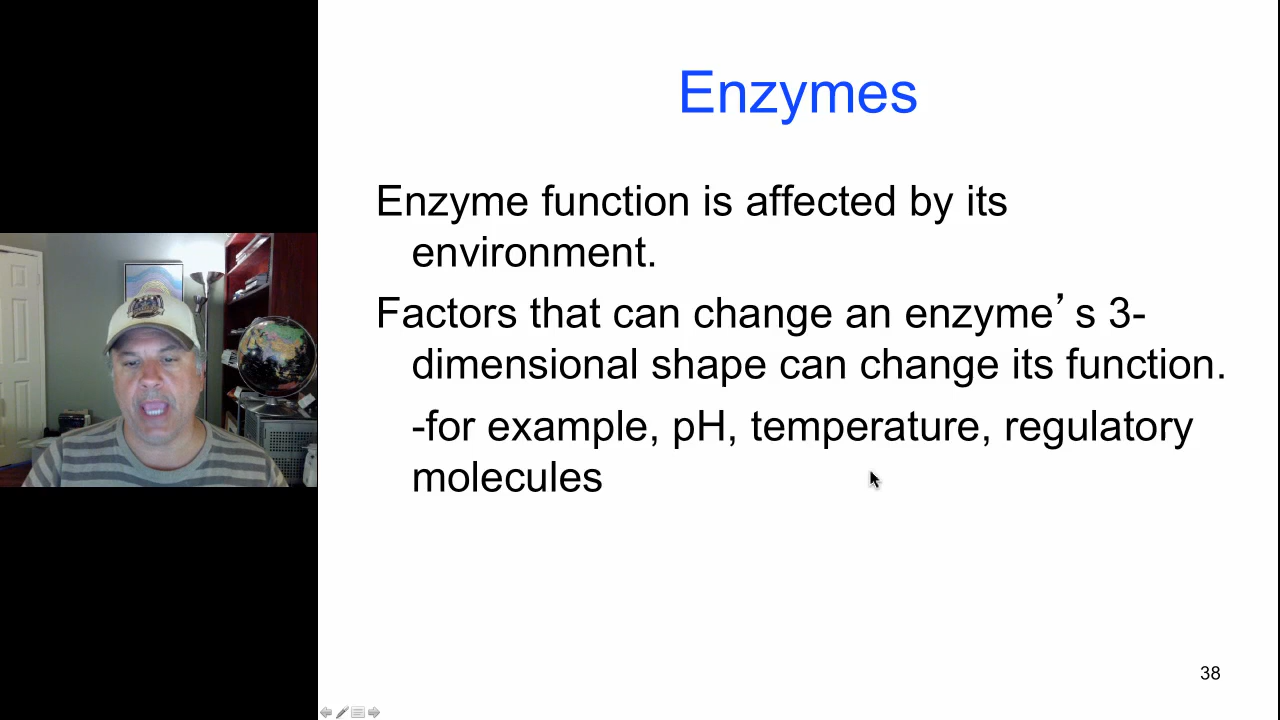 Enzymes
Enzyme function is affected by its
environment.
Factors that can change an enzyme’s 3-
dimensional shape can change its function.
-for example, pH, temperature, regulatory
molecules
38